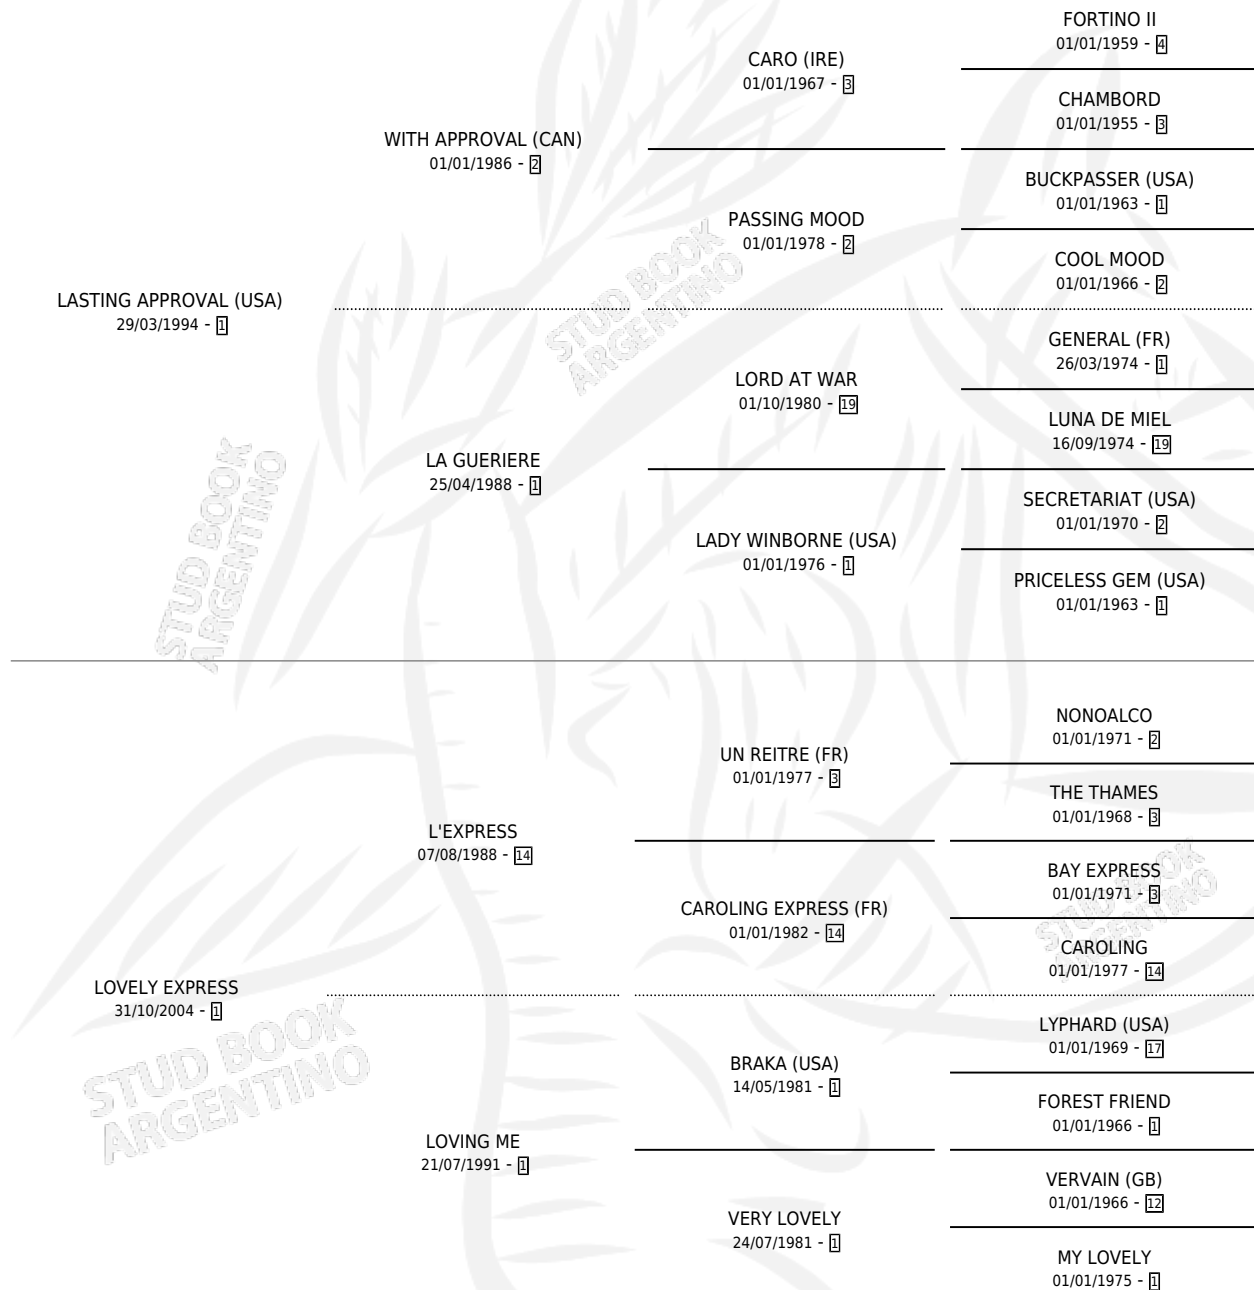 FORTINO II
01/01/1959 - 4
CARO (IRE)
01/01/1967 - 3
CHAMBORD
01/01/1955 - 3
WITH APPROVAL (CAN)
01/01/1986 - 2
BUCKPASSER (USA)
01/01/1963 - 1
PASSING MOOD
01/01/1978 - 2
COOL MOOD
01/01/1966 - 2
LASTING APPROVAL (USA)
29/03/1994 - 1
GENERAL (FR)
26/03/1974 - 1
LORD AT WAR
01/10/1980 - 19
LUNA DE MIEL
16/09/1974 - 19
LA GUERIERE
25/04/1988 - 1
SECRETARIAT (USA)
01/01/1970 - 2
LADY WINBORNE (USA)
01/01/1976 - 1
PRICELESS GEM (USA)
01/01/1963 - 1
STUD BOOK
ARGENTINO
STUD BOOK
ARGENTINO
NONOALCO
01/01/1971 - 2
UN REITRE (FR)
01/01/1977 - 3
THE THAMES
01/01/1968 - 3
L'EXPRESS
07/08/1988 - 14
BAY EXPRESS
01/01/1971 - 3
CAROLING EXPRESS (FR)
01/01/1982 - 14
CAROLING
01/01/1977 - 14
STUD BOOK
ARGENTINO
LOVELY EXPRESS
31/10/2004 - 1
LYPHARD (USA)
01/01/1969 - 17
BRAKA (USA)
14/05/1981 - 1
FOREST FRIEND
01/01/1966 - 1
LOVING ME
21/07/1991 - 1
VERVAIN (GB)
01/01/1966 - 12
VERY LOVELY
24/07/1981 - 1
MY LOVELY
01/01/1975 - 1
STUD BOOK
ARGENTINO